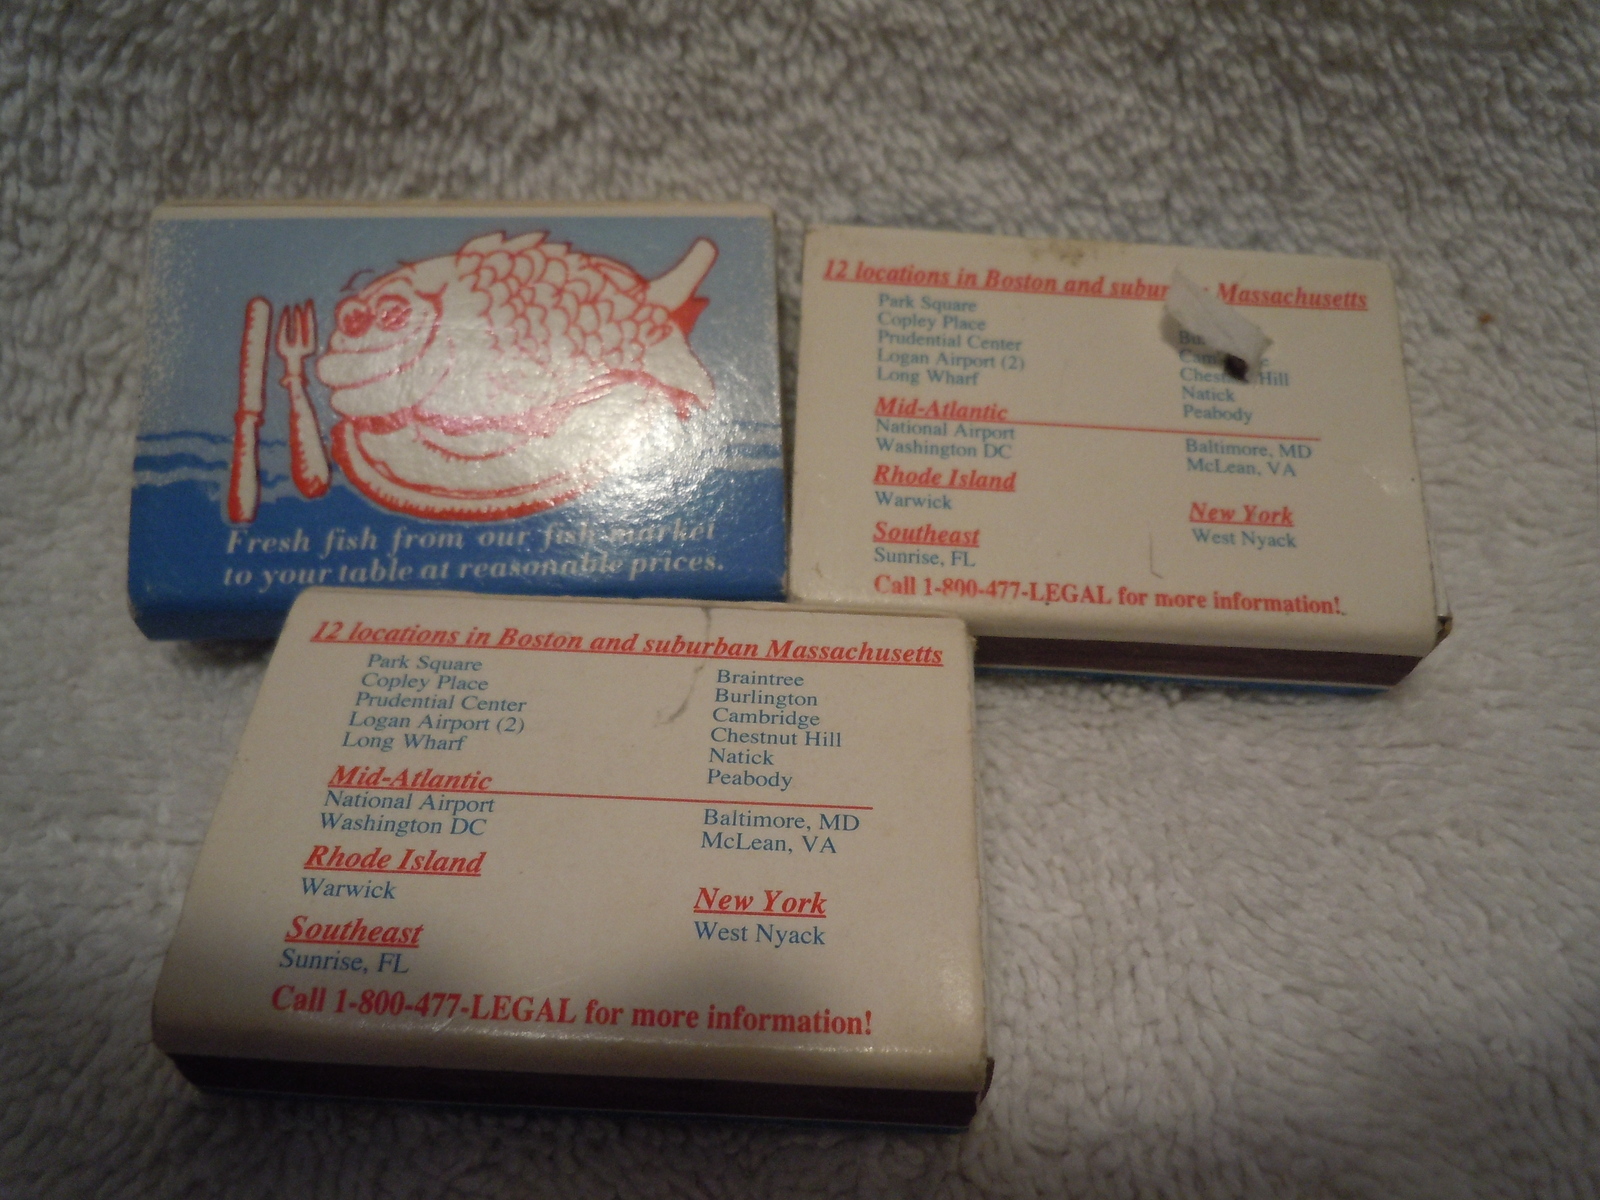 Fresh fish from our fish market
to your table at reasonable prices.
12 locations in Boston and Massachusetts
Park Square
Copley Place
Prudential Center
Logan Airport (2)
Long Wharf
Chestnut Hill
Natick
Peabody
Mid-Atlantic
National Airport
Washington DC
Baltimore, MD
McLean, VA
Rhode Island
Warwick
New York
West Nyack
Southeast
Sunrise, FL
Call 1-800-477-LEGAL for more information!
12 locations in Boston and suburban Massachusetts
Park Square
Copley Place
Prudential Center
Logan Airport (2)
Long Wharf
Braintree
Burlington
Cambridge
Chestnut Hill
Natick
Peabody
Mid-Atlantic
National Airport
Washington DC
Baltimore, MD
McLean, VA
Rhode Island
Warwick
New York
West Nyack
Southeast
Sunrise, FL
Call 1-800-477-LEGAL for more information!